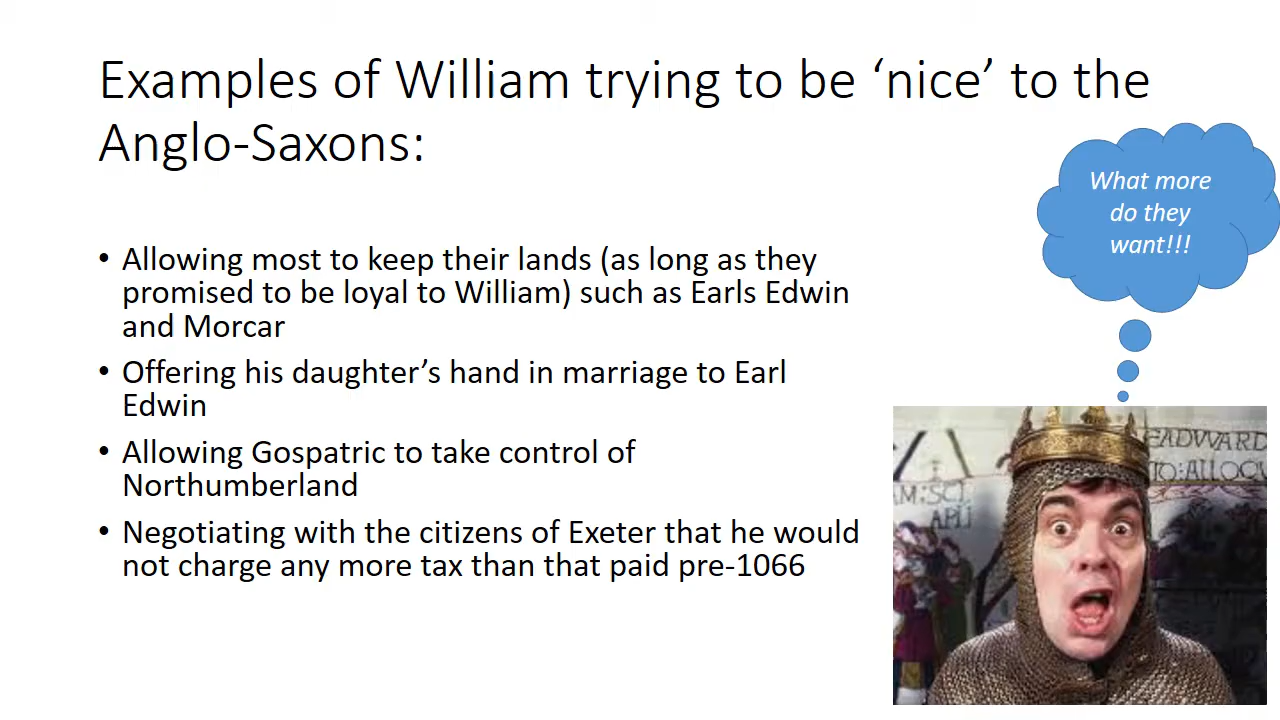 Examples of William trying to be ‘nice’ to the
Anglo-Saxons:
What more
do they
want!!!
• Allowing most to keep their lands (as long as they
promised to be loyal to William) such as Earls Edwin
and Morcar
• Offering his daughter’s hand in marriage to Earl
Edwin
• Allowing Gospatric to take control of
Northumberland
• Negotiating with the citizens of Exeter that he would
not charge any more tax than that paid pre-1066
EADVVARD
TO:ALLOQV